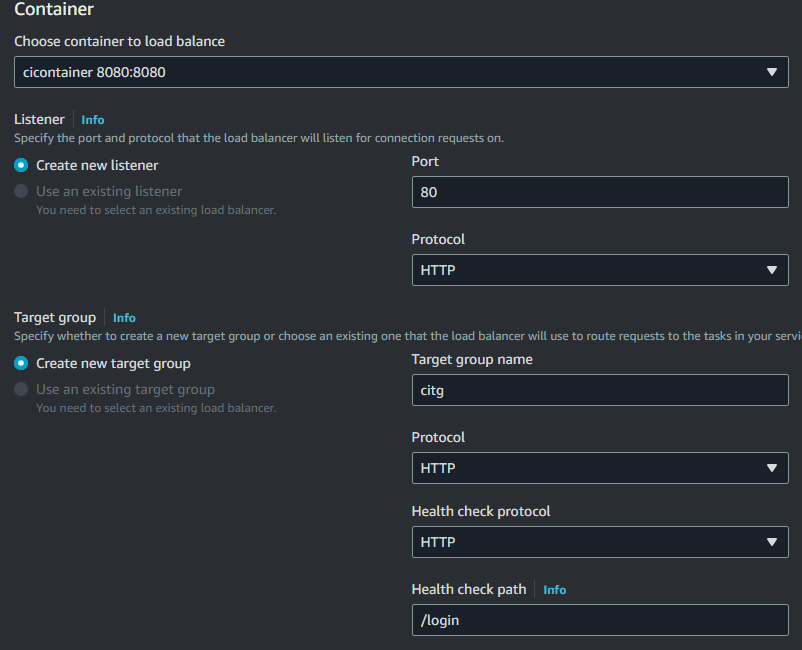 Container
Choose container to load balance
cicontainer 8080:8080
Listener Info
Specify the port and protocol that the load balancer will listen for connection requests on.
Create new listener
Use an existing listener
You need to select an existing load balancer.
Port
80
Protocol
HTTP
Target group Info
Specify whether to create a new target group or choose an existing one that the load balancer will use to route requests to the tasks in your servi
Create new target group
Use an existing target group
You need to select an existing load balancer.
Target group name
citg
Protocol
HTTP
Health check protocol
HTTP
Health check path Info
/login